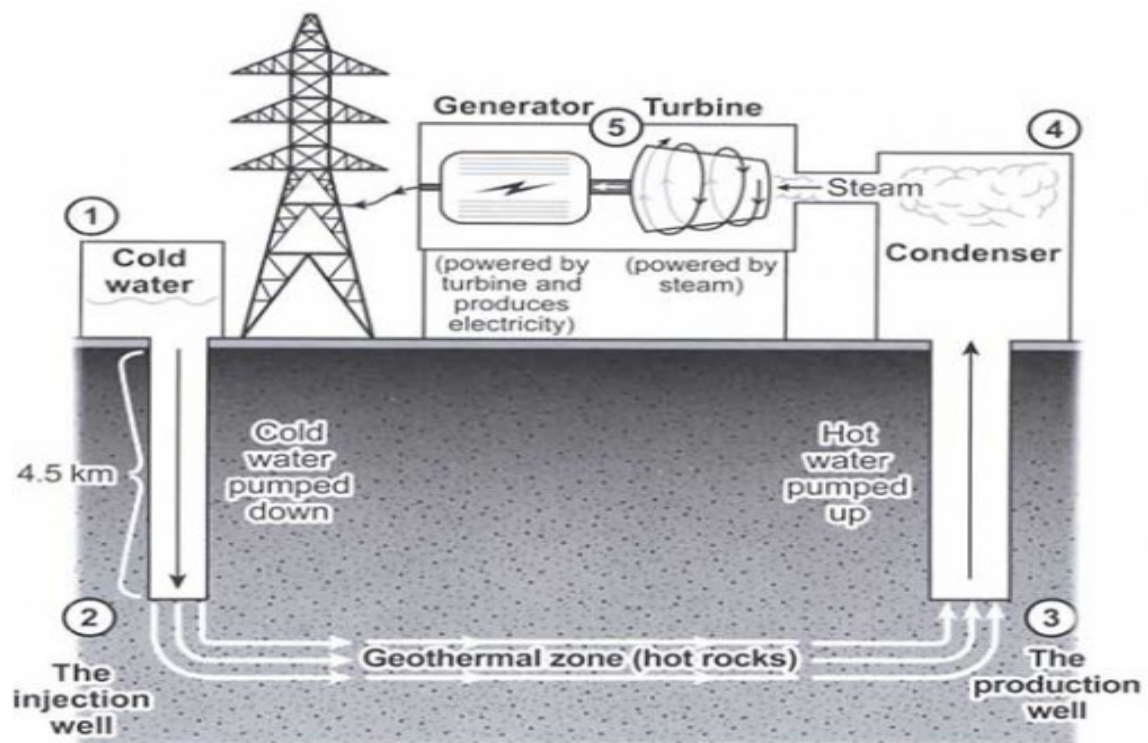 Generator
5
Turbine
4
1
Steam
Cold
water
Condenser
(powered by
turbine and
produces
electricity)
(powered by
steam)
4.5 km
Cold
water
pumped
down
Hot
water
pumped
up
2
3
Geothermal zone (hot rocks)
The
injection
well
The
production
well